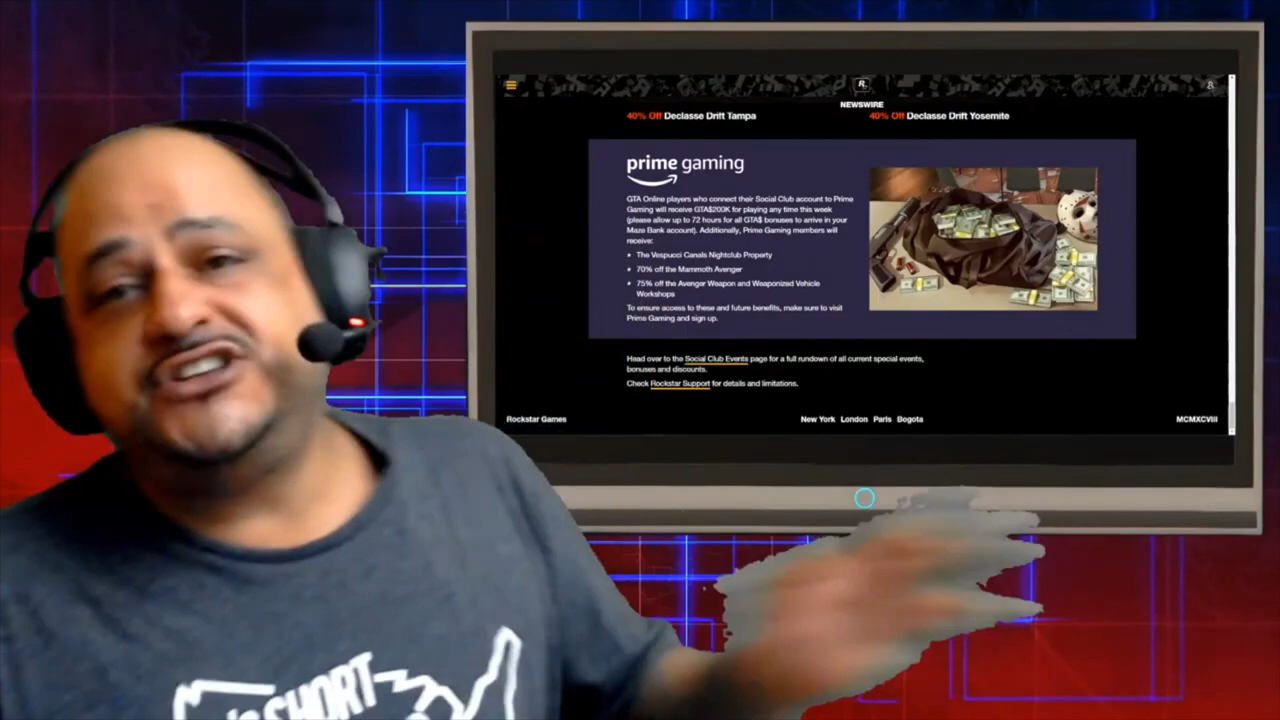 R
NEWSWIRE
40% Off Declasse Drift Tampa
40% Off Declasse Drift Yosemite
prime gaming
GTA Online players who connect their Social Club account to Prime
Gaming will receive GTA$200K for playing any time this week
(please allow up to 72 hours for all GTA$ bonuses to arrive in your
Maze Bank account). Additionally, Prime Gaming members will
receive:
The Vespucci Canals Nightclub Property
70% off the Mammoth Avenger
75% off the Avenger Weapon and Weaponized Vehicle
Workshops
To ensure access to these and future benefits, make sure to visit
Prime Gaming and sign up.
Head over to the Social Club Events page for a full rundown of all current special events,
bonuses and discounts.
Check Rockstar Support for details and limitations.
Rockstar Games
New York London Paris Bogota
MCMXCVIII
SHORT